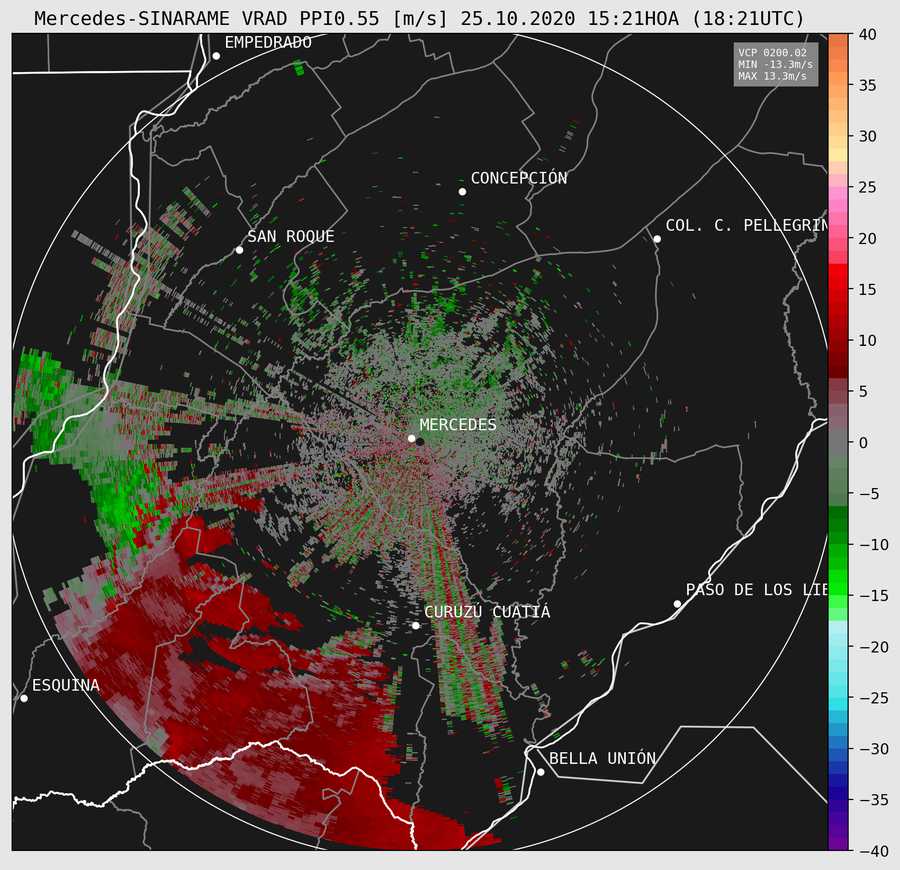 Mercedes-SINARAME VRAD PPI0.55 [m/s] 25.10.2020 15:21HOA (18:21UTC)
EMPEDRADO
VCP 0200.02
MIN -13.3m/s
MAX 13.3m/s
CONCEPCIÓN
COL. C. PELLEGRIN
SAN ROQUE
MERCEDES
PASO DE LOS LIE
CURUZÚ CUATIÁ
ESQUINA
BELLA UNIÓN
40
35
30
25
20
15
10
5
0
−5
−10
−15
−20
−25
−30
−35
−40